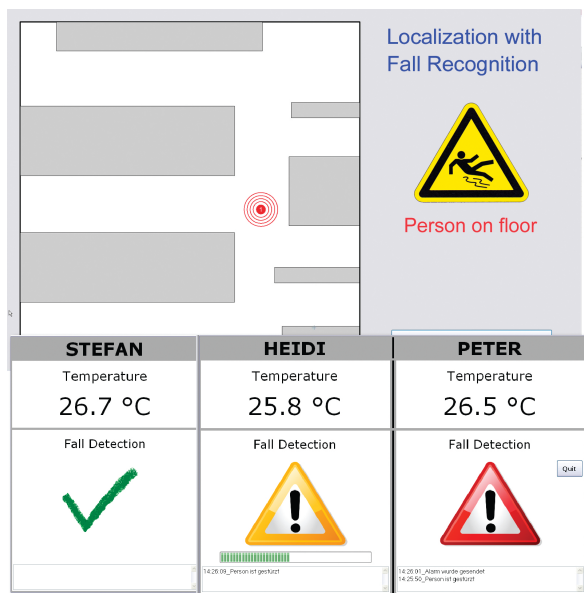 Localization with
Fall Recognition
Person on floor
STEFAN
HEIDI
PETER
Temperature
Temperature
Temperature
26.7 °C
25.8 °C
26.5 °C
Fall Detection
Fall Detection
Fall Detection
Quit
14:26:09_Person ist gestürzt
14:26:01_Alarm wurde gesendet
14:25:50_Person ist gestürzt